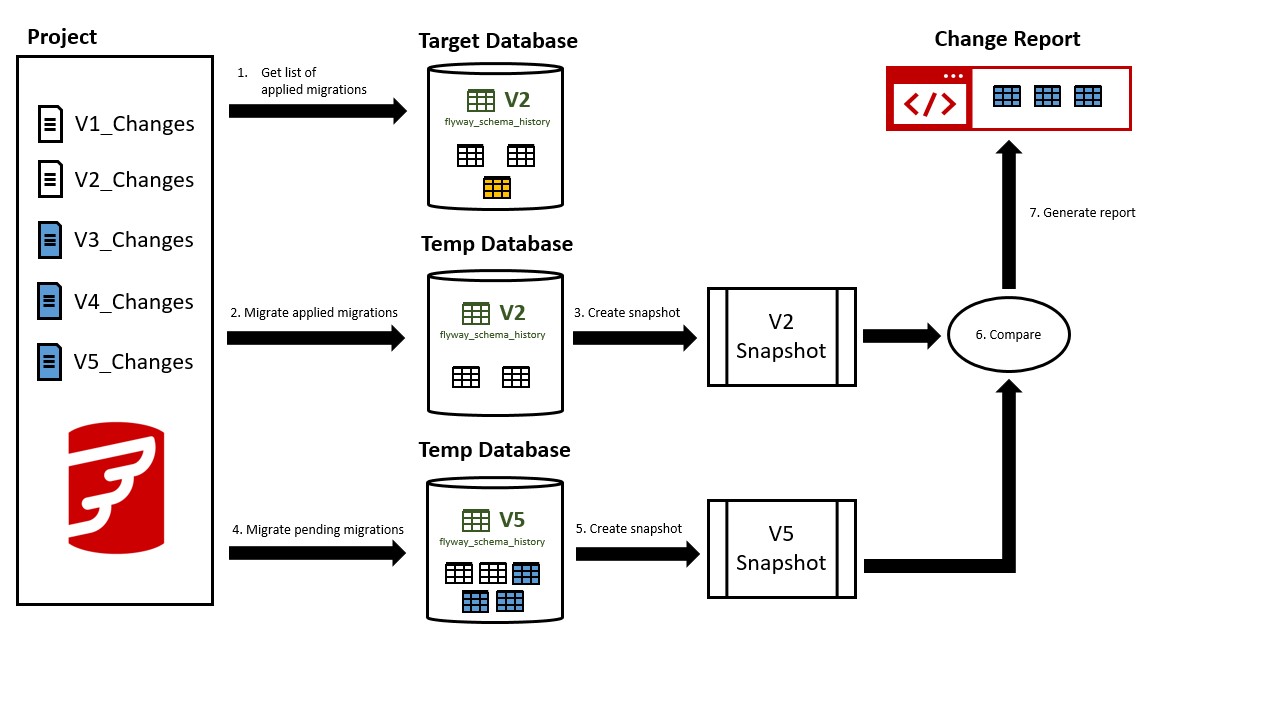 Project
V1_Changes
V2_Changes
V3_Changes
V4_Changes
V5_Changes
1. Get list of
applied migrations
Target Database
V2
flyway_schema_history
2. Migrate applied migrations
Temp Database
V2
flyway_schema_history
3. Create snapshot
V2
Snapshot
4. Migrate pending migrations
Temp Database
V5
flyway_schema_history
5. Create snapshot
V5
Snapshot
6. Compare
7. Generate report
Change Report
</>